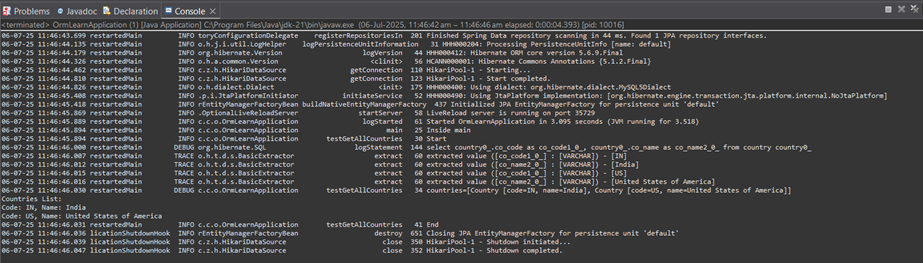 Problems Javadoc Declaration Console
<terminated> OrmLearnApplication (1) [Java Application] C:\Program Files\Java\jdk-21\bin\javaw.exe (06-Jul-2025, 11:46:42 am – 11:46:46 am elapsed: 0:00:04.393) [pid: 10016]
06-07-25 11:46:43.699 restartedMain INFO toryConfigurationDelegate registerRepositoriesIn 201 Finished Spring Data repository scanning in 44 ms. Found 1 JPA repository interfaces.
06-07-25 11:46:44.120 restartedMain INFO o.h.j.i.util.LogHelper logPersistenceUnitInformation 31 HHH000204: Processing PersistenceUnitInfo [name: default]
06-07-25 11:46:44.179 restartedMain INFO org.hibernate.Version logVersion 44 HHH000412: Hibernate ORM core version 5.6.9.Final
06-07-25 11:46:44.326 restartedMain INFO o.h.a.common.Version <clinit> 56 HCANN000001: Hibernate Commons Annotations {5.1.2.Final}
06-07-25 11:46:44.462 restartedMain INFO c.z.h.HikariDataSource getConnection 110 HikariPool-1 - Starting...
06-07-25 11:46:44.810 restartedMain INFO c.z.h.HikariDataSource getConnection 123 HikariPool-1 - Start completed.
06-07-25 11:46:44.826 restartedMain INFO o.h.dialect.Dialect <init> 175 HHH000400: Using dialect: org.hibernate.dialect.MySQL5Dialect
06-07-25 11:46:45.408 restartedMain INFO .p.i.JtaPlatformInitiator initiateService 52 HHH000490: Using JtaPlatform implementation: [org.hibernate.engine.transaction.jta.platform.internal.NoJtaPlatform]
06-07-25 11:46:45.418 restartedMain INFO rEntityManagerFactoryBean buildNativeEntityManagerFactory 437 Initialized JPA EntityManagerFactory for persistence unit 'default'
06-07-25 11:46:45.869 restartedMain INFO .OptionalLiveReloadServer startServer 58 LiveReload server is running on port 35729
06-07-25 11:46:45.889 restartedMain INFO c.c.o.OrmLearnApplication logStarted 61 Started OrmLearnApplication in 3.095 seconds (JVM running for 3.518)
06-07-25 11:46:45.894 restartedMain INFO c.c.o.OrmLearnApplication main 25 Inside main
06-07-25 11:46:45.894 restartedMain INFO c.c.o.OrmLearnApplication testGetAllCountries 30 Start
06-07-25 11:46:46.000 restartedMain DEBUG org.hibernate.SQL logStatement 144 select country0_.co_code as co_code1_0_, country0_.co_name as co_name2_0_ from country country0_
06-07-25 11:46:46.007 restartedMain TRACE o.h.t.d.s.BasicExtractor extract 60 extracted value ([co_code1_0_] : [VARCHAR]) - [IN]
06-07-25 11:46:46.012 restartedMain TRACE o.h.t.d.s.BasicExtractor extract 60 extracted value ([co_name2_0_] : [VARCHAR]) - [India]
06-07-25 11:46:46.015 restartedMain TRACE o.h.t.d.s.BasicExtractor extract 60 extracted value ([co_code1_0_] : [VARCHAR]) - [US]
06-07-25 11:46:46.016 restartedMain TRACE o.h.t.d.s.BasicExtractor extract 60 extracted value ([co_name2_0_] : [VARCHAR]) - [United States of America]
06-07-25 11:46:46.030 restartedMain DEBUG c.c.o.OrmLearnApplication testGetAllCountries 34 countries=[Country [code=IN, name=India], Country [code=US, name=United States of America]]
Countries List:
Code: IN, Name: India
Code: US, Name: United States of America
06-07-25 11:46:46.031 restartedMain INFO c.c.o.OrmLearnApplication testGetAllCountries 41 End
06-07-25 11:46:46.036 licationShutdownHook INFO rEntityManagerFactoryBean destroy 651 Closing JPA EntityManagerFactory for persistence unit 'default'
06-07-25 11:46:46.038 licationShutdownHook INFO c.z.h.HikariDataSource close 350 HikariPool-1 - Shutdown initiated...
06-07-25 11:46:46.047 licationShutdownHook INFO c.z.h.HikariDataSource close 352 HikariPool-1 - Shutdown completed.